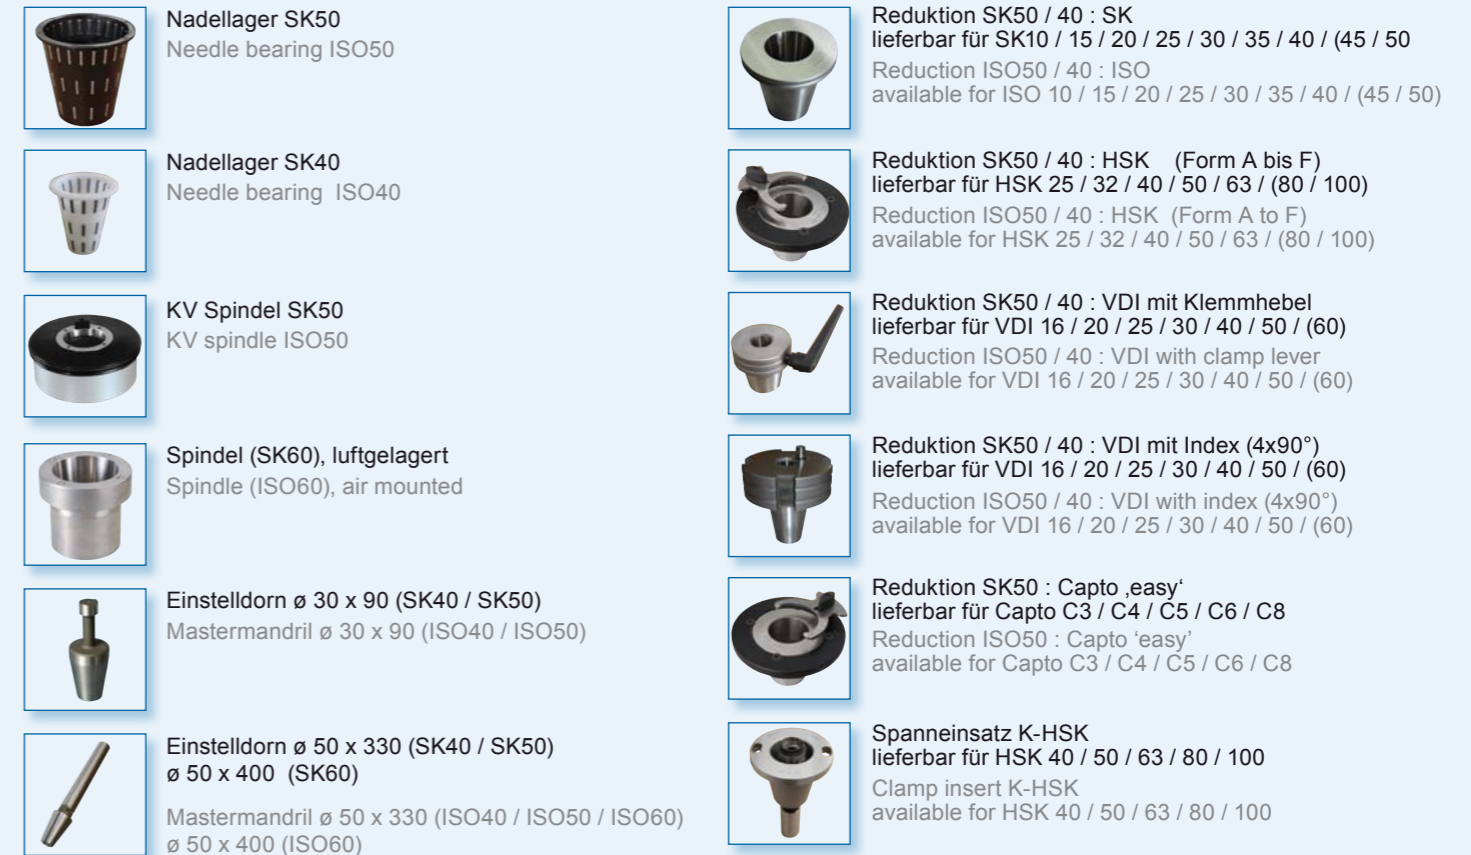 Nadellager SK50
Needle bearing ISO50
Nadellager SK40
Needle bearing ISO40
KV Spindel SK50
KV spindle ISO50
Spindel (SK60), luftgelagert
Spindle (ISO60), air mounted
Einstelldorn ø 30 x 90 (SK40 / SK50)
Mastermandril ø 30 x 90 (ISO40 / ISO50)
Einstelldorn ø 50 x 330 (SK40 / SK50)
ø 50 x 400 (SK60)
Mastermandril ø 50 x 330 (ISO40 / ISO50 / ISO60)
ø 50 x 400 (ISO60)
Reduktion SK50 / 40 : SK
lieferbar für SK10 / 15 / 20 / 25 / 30 / 35 / 40 / (45 / 50
Reduction ISO50 / 40 : ISO
available for ISO 10 / 15 / 20 / 25 / 30 / 35 / 40 / (45 / 50)
Reduktion SK50 / 40 : HSK (Form A bis F)
lieferbar für HSK 25 / 32 / 40 / 50 / 63 / (80 / 100)
Reduction ISO50 / 40 : HSK (Form A to F)
available for HSK 25 / 32 / 40 / 50 / 63 / (80 / 100)
Reduktion SK50 / 40 : VDI mit Klemmhebel
lieferbar für VDI 16 / 20 / 25 / 30 / 40 / 50 / (60)
Reduction ISO50 / 40 : VDI with clamp lever
available for VDI 16 / 20 / 25 / 30 / 40 / 50 / (60)
Reduktion SK50 / 40 : VDI mit Index (4x90°)
lieferbar für VDI 16 / 20 / 25 / 30 / 40 / 50 / (60)
Reduction ISO50 / 40 : VDI with index (4x90°)
available for VDI 16 / 20 / 25 / 30 / 40 / 50 / (60)
Reduktion SK50 : Capto ‚easy‘
lieferbar für Capto C3 / C4 / C5 / C6 / C8
Reduction ISO50 : Capto ‘easy’
available for Capto C3 / C4 / C5 / C6 / C8
Spanneinsatz K-HSK
lieferbar für HSK 40 / 50 / 63 / 80 / 100
Clamp insert K-HSK
available for HSK 40 / 50 / 63 / 80 / 100